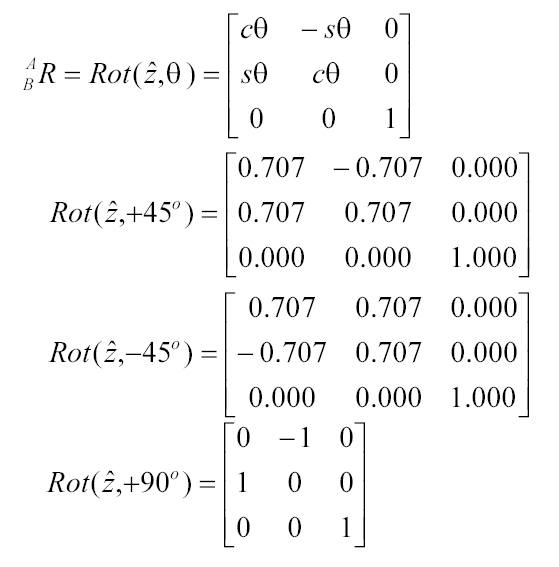 cθ − sθ 0
ᴬ_B R = Rot(ẑ,θ ) = sθ cθ 0
0 0 1
0.707 − 0.707 0.000
Rot(ẑ,+45º) = 0.707 0.707 0.000
0.000 0.000 1.000
0.707 0.707 0.000
Rot(ẑ,−45º) = − 0.707 0.707 0.000
0.000 0.000 1.000
0 −1 0
Rot(ẑ,+90º) = 1 0 0
0 0 1